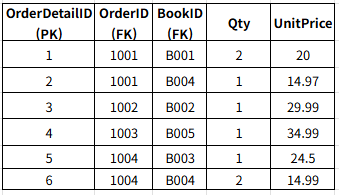 OrderDetailID (PK) OrderID (FK) BookID (FK) Qty UnitPrice
1 1001 B001 2 20
2 1001 B004 1 14.97
3 1002 B002 1 29.99
4 1003 B005 1 34.99
5 1004 B003 1 24.5
6 1004 B004 2 14.99